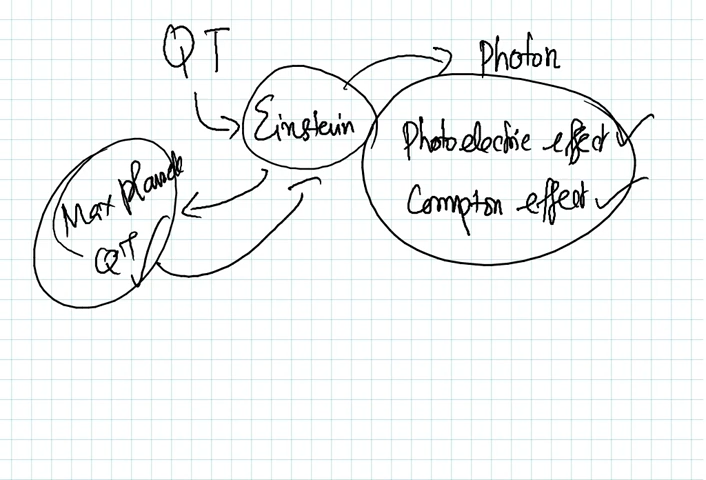 QT
Photon
Einstein
Photoelectric effect
Compton effect
Max planck
QT